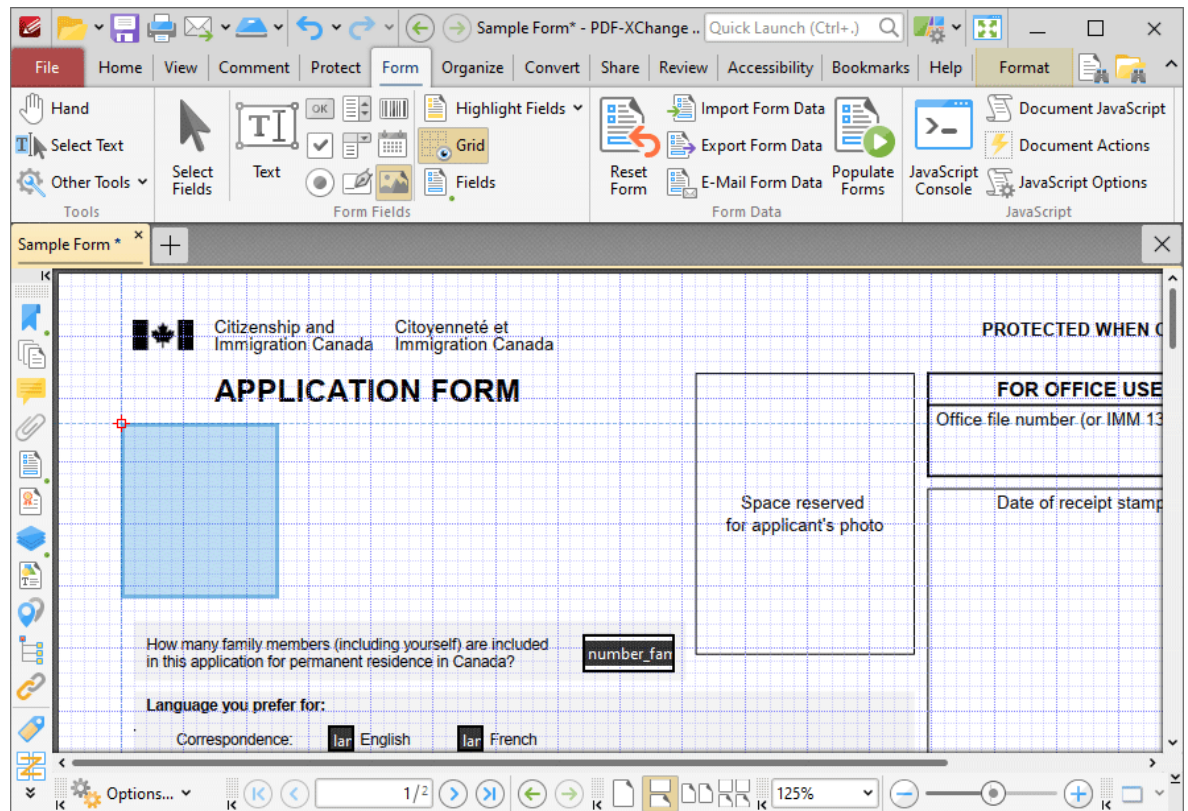 Sample Form* - PDF-XChange .. Quick Launch (Ctrl+.)
File Home View Comment Protect Form Organize Convert Share Review Accessibility Bookmarks Help Format
Hand
Select Text
Other Tools
Tools
Select Fields
Text
OK
Highlight Fields
Grid
Fields
Form Fields
Reset Form
Import Form Data
Export Form Data
E-Mail Form Data
Populate Forms
Form Data
JavaScript Console
Document JavaScript
Document Actions
JavaScript Options
JavaScript
Sample Form *
Citizenship and Citoyenneté et
Immigration Canada Immigration Canada
PROTECTED WHEN
APPLICATION FORM
FOR OFFICE USE
Office file number (or IMM 13
Space reserved
for applicant's photo
Date of receipt stamp
How many family members (including yourself) are included
in this application for permanent residence in Canada?
number_fan
Language you prefer for:
Correspondence: lar English lar French
Options... 1/2 125%